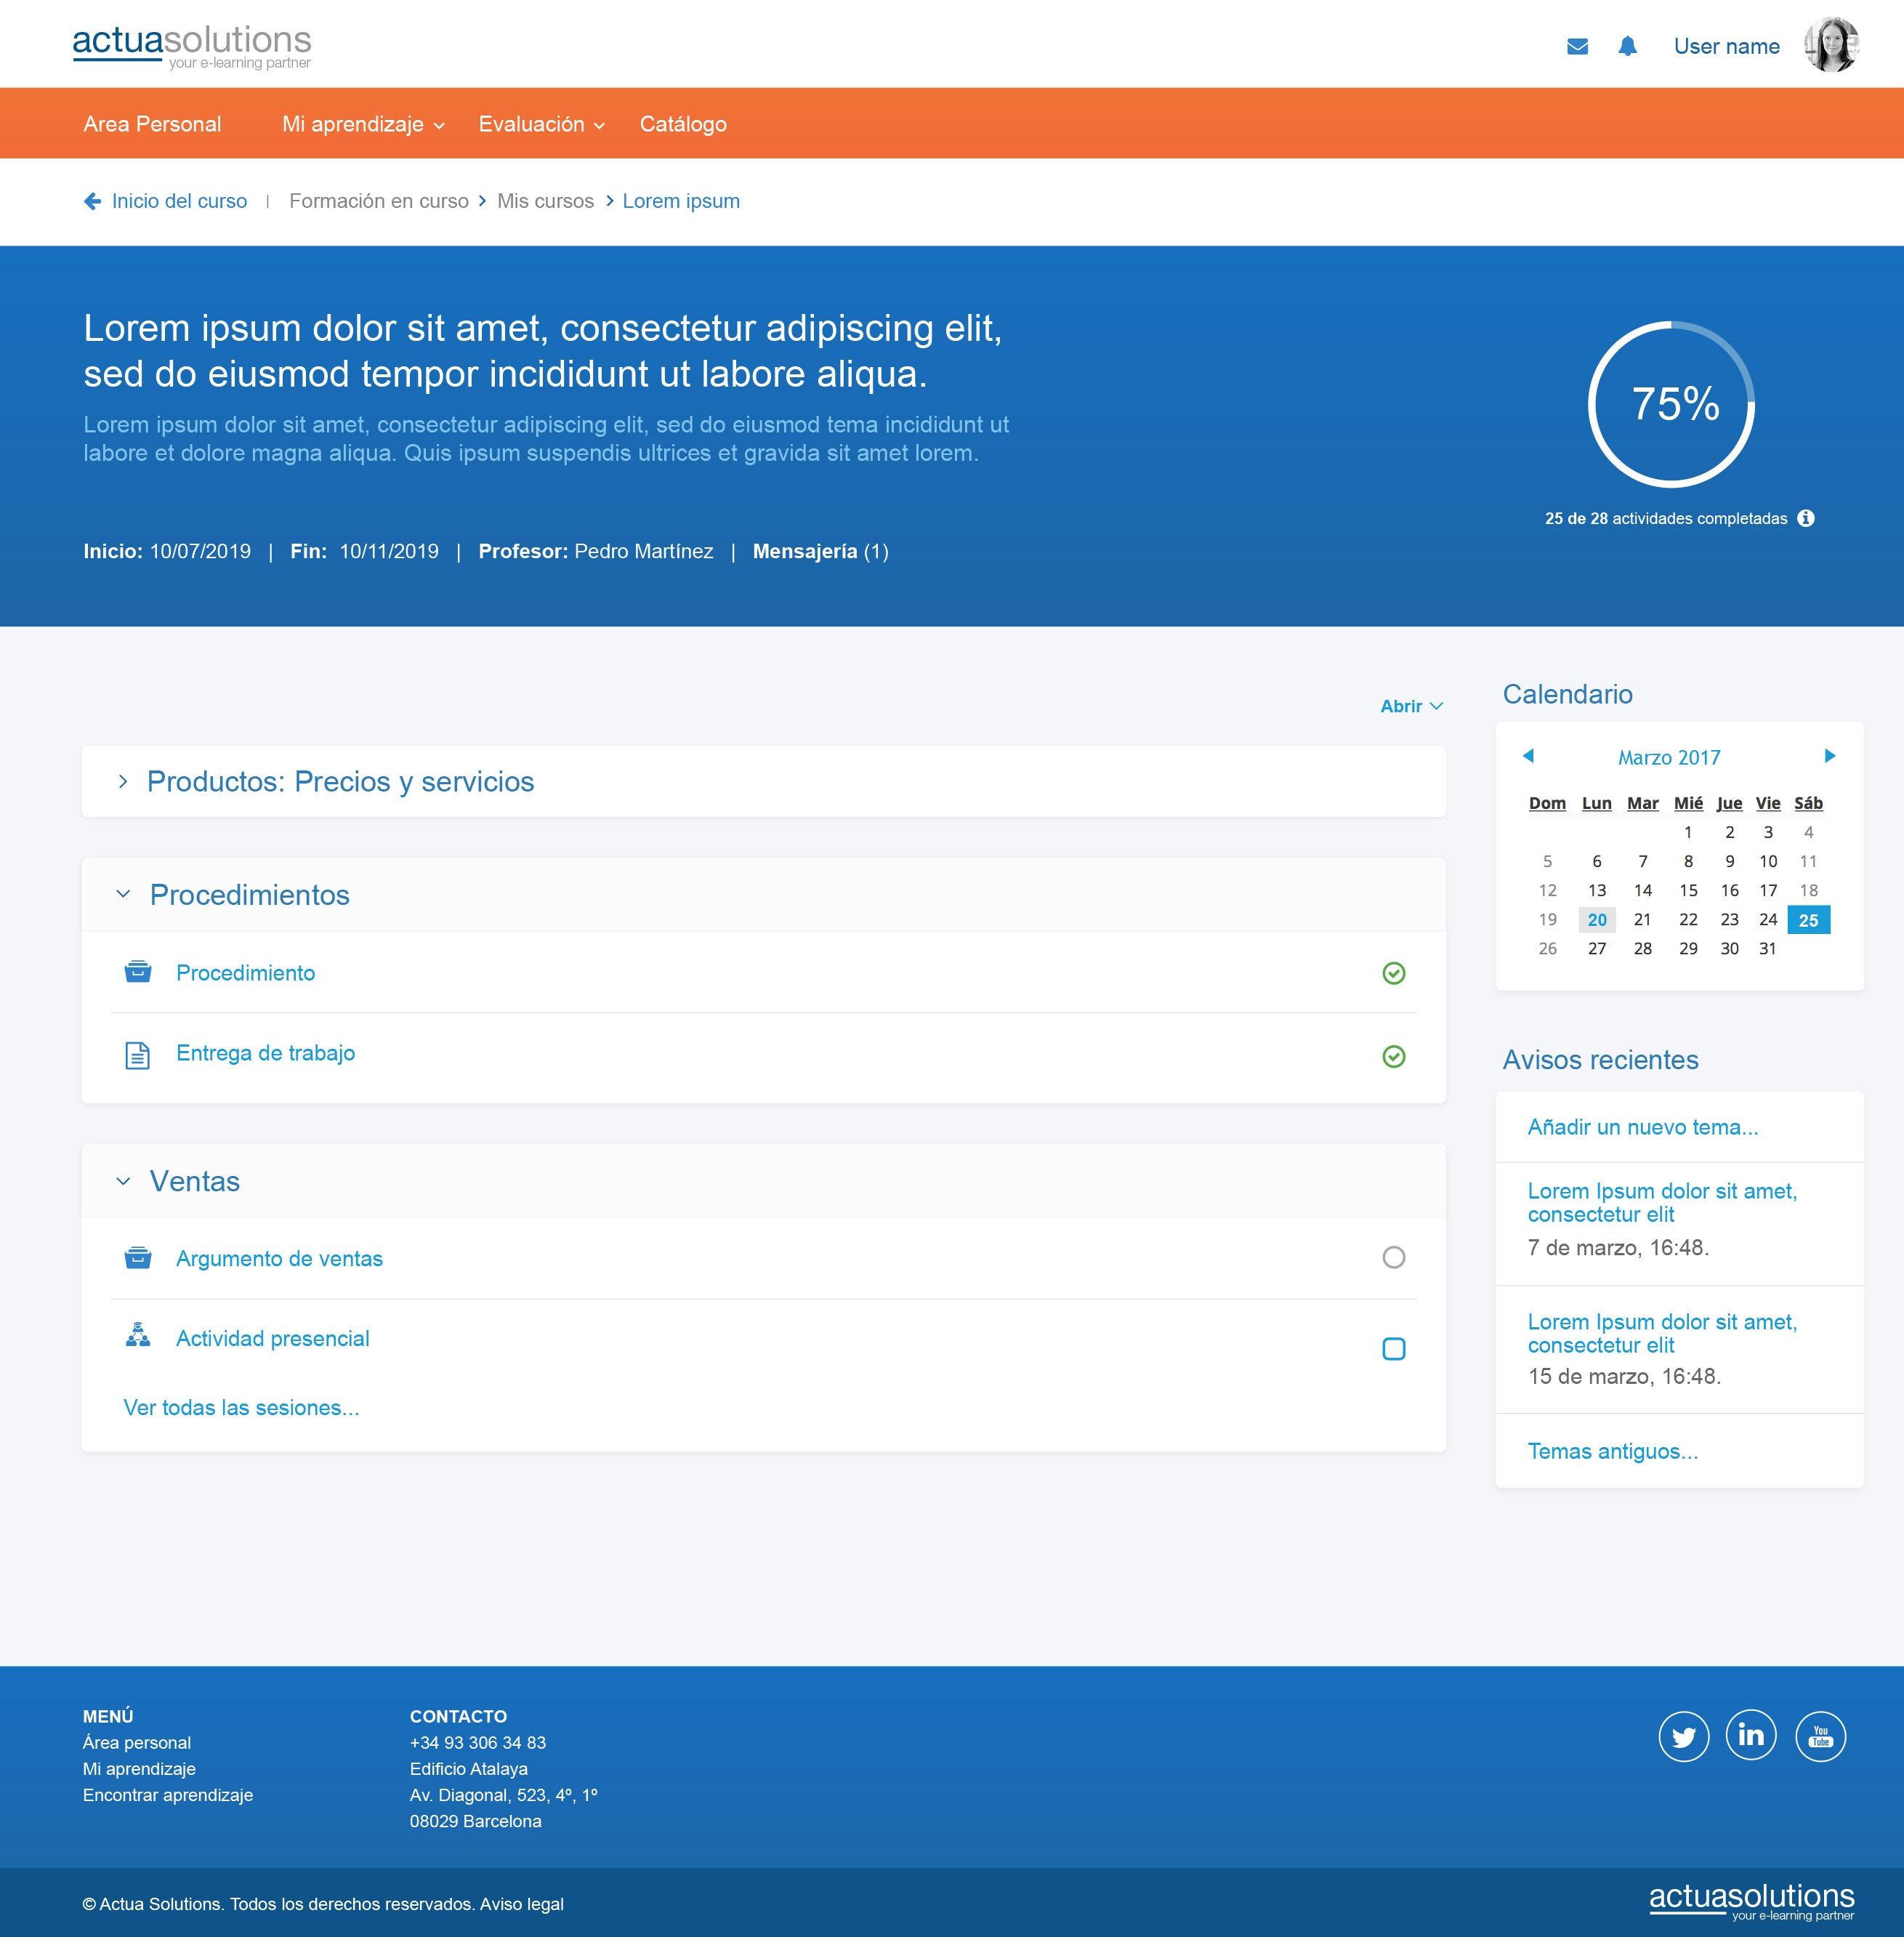 actuasolutions
your e-learning partner
User name
Area Personal Mi aprendizaje Evaluación Catálogo
Inicio del curso | Formación en curso > Mis cursos > Lorem ipsum
Lorem ipsum dolor sit amet, consectetur adipiscing elit,
sed do eiusmod tempor incididunt ut labore aliqua.
Lorem ipsum dolor sit amet, consectetur adipiscing elit, sed do eiusmod tema incididunt ut
labore et dolore magna aliqua. Quis ipsum suspendis ultrices et gravida sit amet lorem.
Inicio: 10/07/2019 | Fin: 10/11/2019 | Profesor: Pedro Martínez | Mensajería (1)
75%
25 de 28 actividades completadas
Abrir
Productos: Precios y servicios
Procedimientos
Procedimiento
Entrega de trabajo
Ventas
Argumento de ventas
Actividad presencial
Ver todas las sesiones...
Calendario
Marzo 2017
Dom Lun Mar Mié Jue Vie Sáb
1 2 3 4
5 6 7 8 9 10 11
12 13 14 15 16 17 18
19 20 21 22 23 24 25
26 27 28 29 30 31
Avisos recientes
Añadir un nuevo tema...
Lorem Ipsum dolor sit amet,
consectetur elit
7 de marzo, 16:48.
Lorem Ipsum dolor sit amet,
consectetur elit
15 de marzo, 16:48.
Temas antiguos...
MENÚ
Área personal
Mi aprendizaje
Encontrar aprendizaje
CONTACTO
+34 93 306 34 83
Edificio Atalaya
Av. Diagonal, 523, 4º, 1º
08029 Barcelona
in
You
Tube
© Actua Solutions. Todos los derechos reservados. Aviso legal
actuasolutions
your e-learning partner